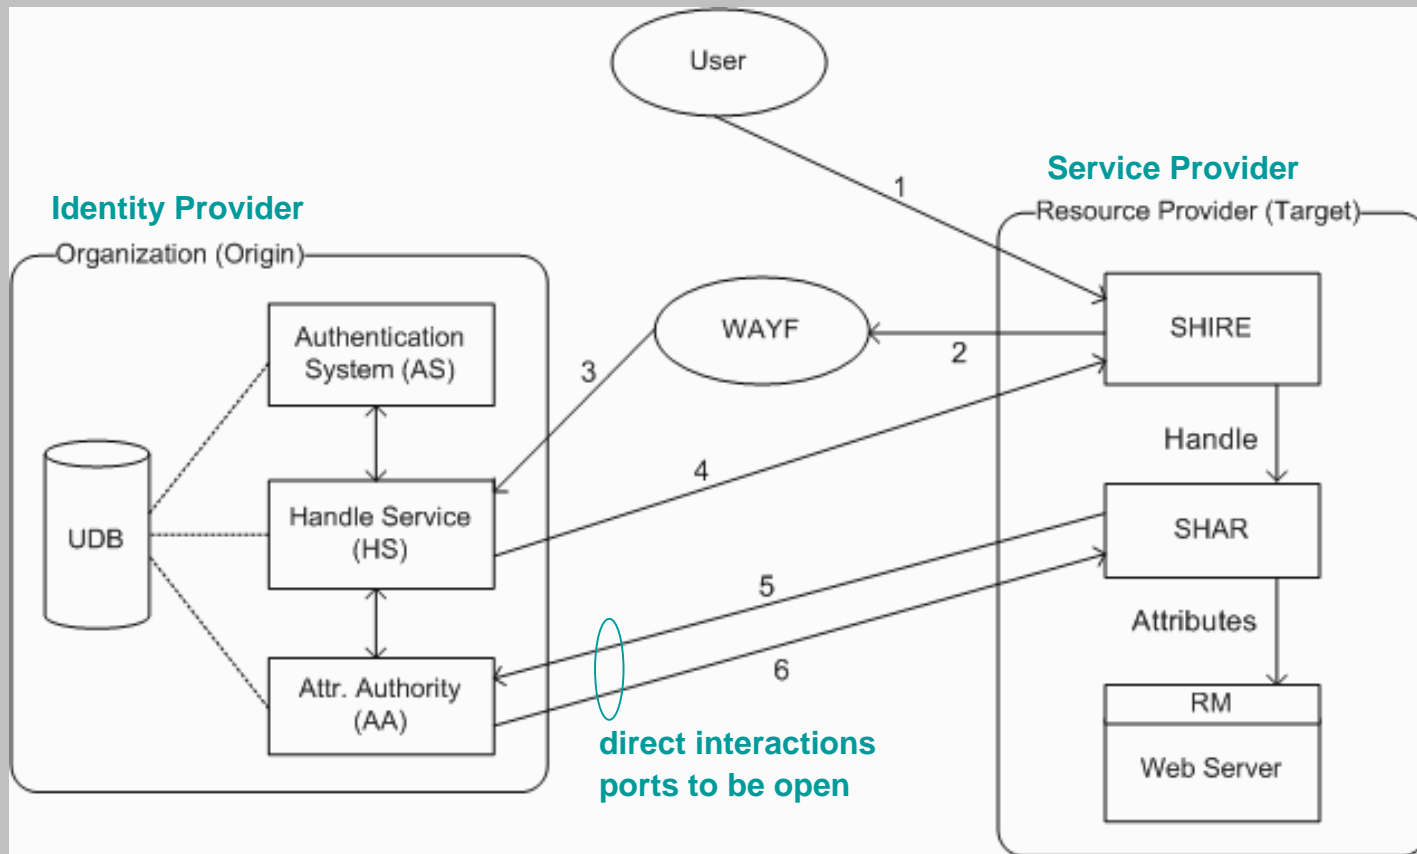 User
Service Provider
1
Identity Provider
Resource Provider (Target)
Organization (Origin)
Authentication
System (AS)
WAYF
2
SHIRE
3
Handle
4
UDB
Handle Service
(HS)
SHAR
5
Attributes
6
Attr. Authority
(AA)
RM
direct interactions
ports to be open
Web Server